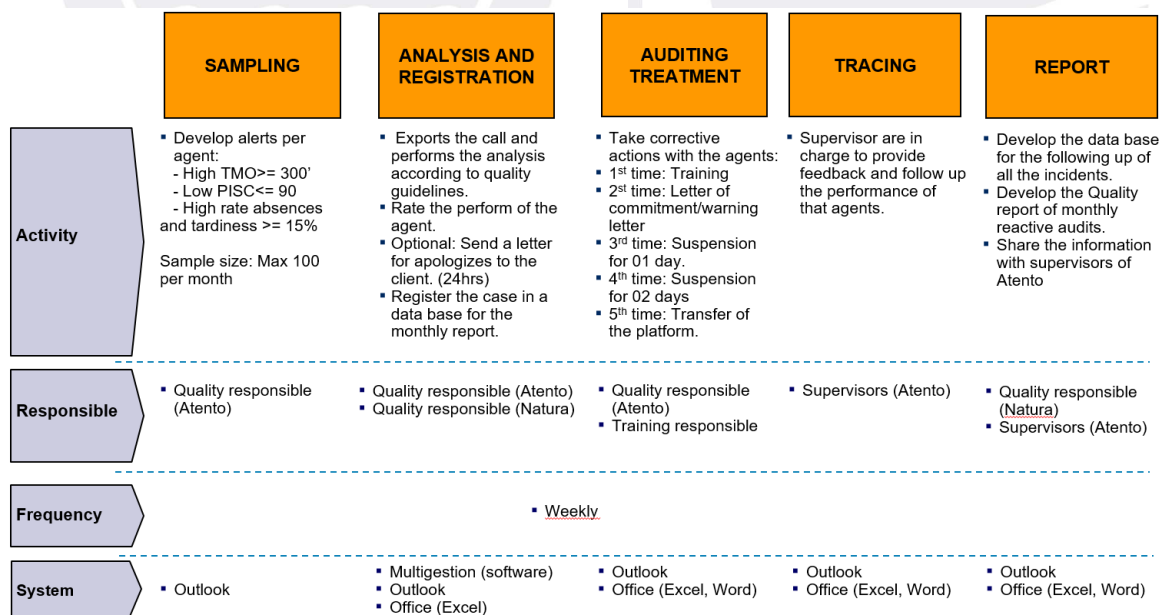 SAMPLING
ANALYSIS AND
REGISTRATION
AUDITING
TREATMENT
TRACING
REPORT
Activity
▪ Develop alerts per
agent:
- High TMO>= 300’
- Low PISC<= 90
- High rate absences
and tardiness >= 15%
Sample size: Max 100
per month
▪ Exports the call and
performs the analysis
according to quality
guidelines.
▪ Rate the perform of the
agent.
▪ Optional: Send a letter
for apologizes to the
client. (24hrs)
▪ Register the case in a
data base for the
monthly report.
▪ Take corrective
actions with the agents:
▪ 1st time: Training
▪ 2st time: Letter of
commitment/warning
letter
▪ 3rd time: Suspension
for 01 day.
▪ 4th time: Suspension
for 02 days
▪ 5th time: Transfer of
the platform.
▪ Supervisor are in
charge to provide
feedback and follow up
the performance of
that agents.
▪ Develop the data base
for the following up of
all the incidents.
▪ Develop the Quality
report of monthly
reactive audits.
▪ Share the information
with supervisors of
Atento
Responsible
▪ Quality responsible
(Atento)
▪ Quality responsible (Atento)
▪ Quality responsible (Natura)
▪ Quality responsible
(Atento)
▪ Training responsible
▪ Supervisors (Atento)
▪ Quality responsible
(Natura)
▪ Supervisors (Atento)
Frequency
▪ Weekly
System
▪ Outlook
▪ Multigestion (software)
▪ Outlook
▪ Office (Excel)
▪ Outlook
▪ Office (Excel, Word)
▪ Outlook
▪ Office (Excel, Word)
▪ Outlook
▪ Office (Excel, Word)